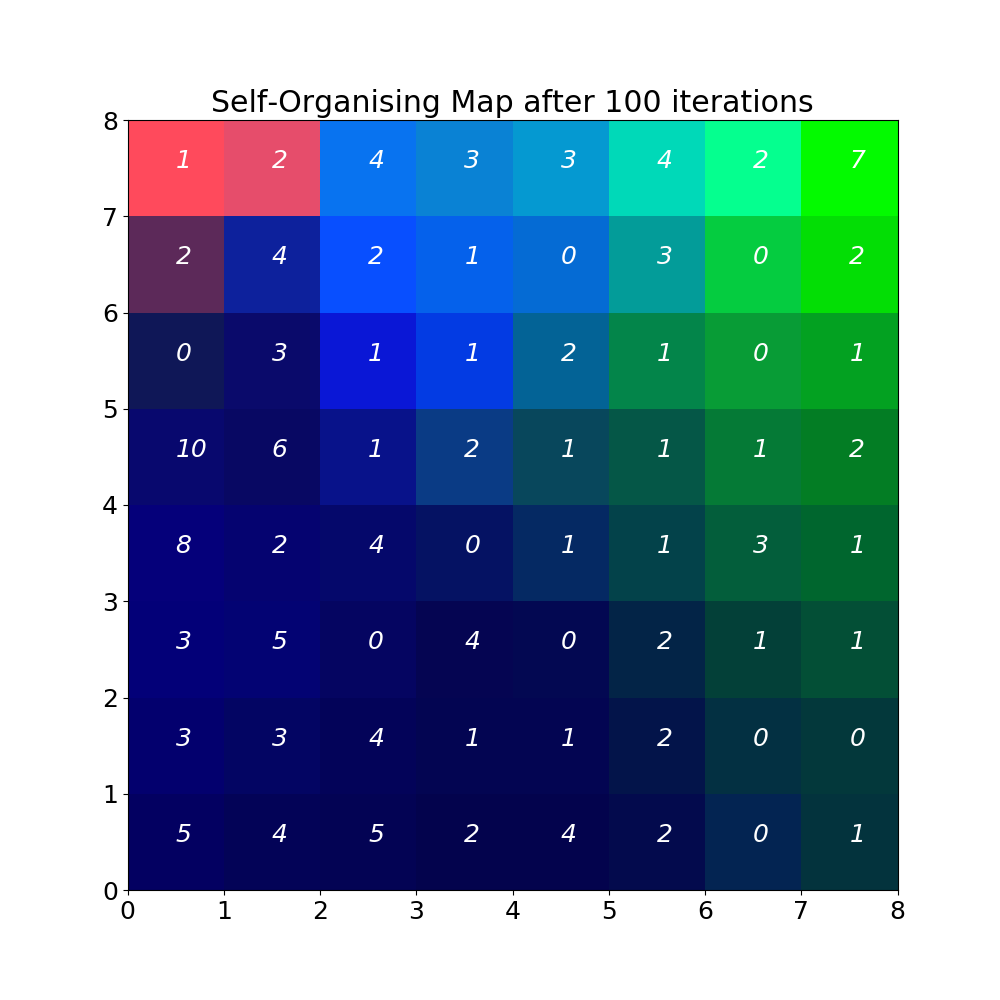 Self-Organising Map after 100 iterations
8
1 2 4 3 3 4 2 7
7
2 4 2 1 0 3 0 2
6
0 3 1 1 2 1 0 1
5
10 6 1 2 1 1 1 2
4
8 2 4 0 1 1 3 1
3
3 5 0 4 0 2 1 1
2
3 3 4 1 1 2 0 0
1
5 4 5 2 4 2 0 1
0
0 1 2 3 4 5 6 7 8